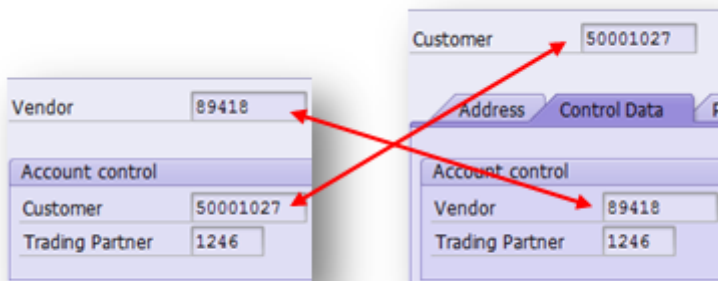 Vendor 89418
Account control
Customer 50001027
Trading Partner 1246
Customer 50001027
Address Control Data
Account control
Vendor 89418
Trading Partner 1246